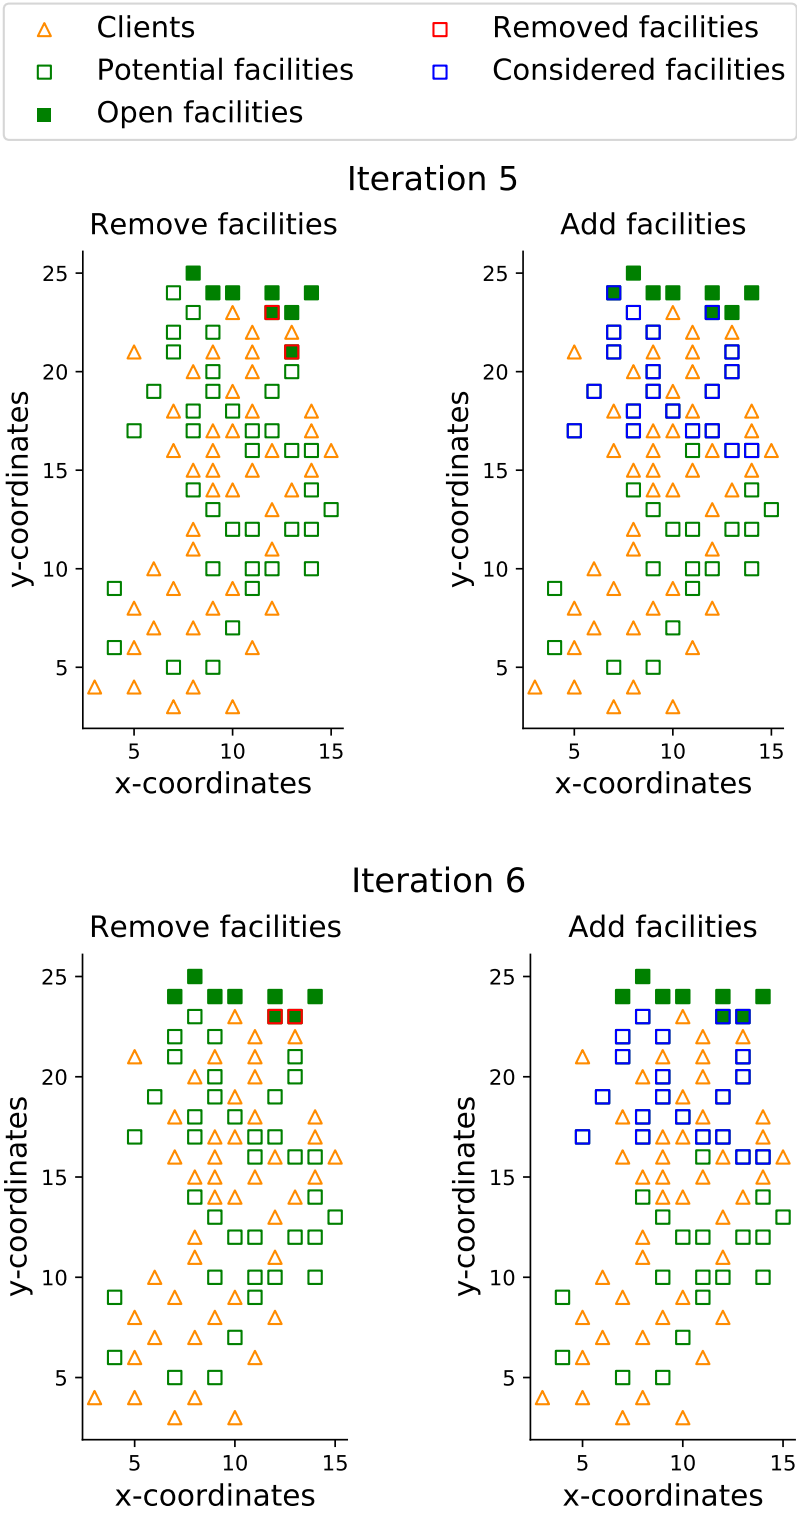 Clients
Removed facilities
Potential facilities
Considered facilities
Open facilities
Iteration 5
Remove facilities
Add facilities
25
20
15
10
5
y-coordinates
5 10 15
x-coordinates
25
20
15
10
5
y-coordinates
5 10 15
x-coordinates
Iteration 6
Remove facilities
Add facilities
25
20
15
10
5
y-coordinates
5 10 15
x-coordinates
25
20
15
10
5
y-coordinates
5 10 15
x-coordinates